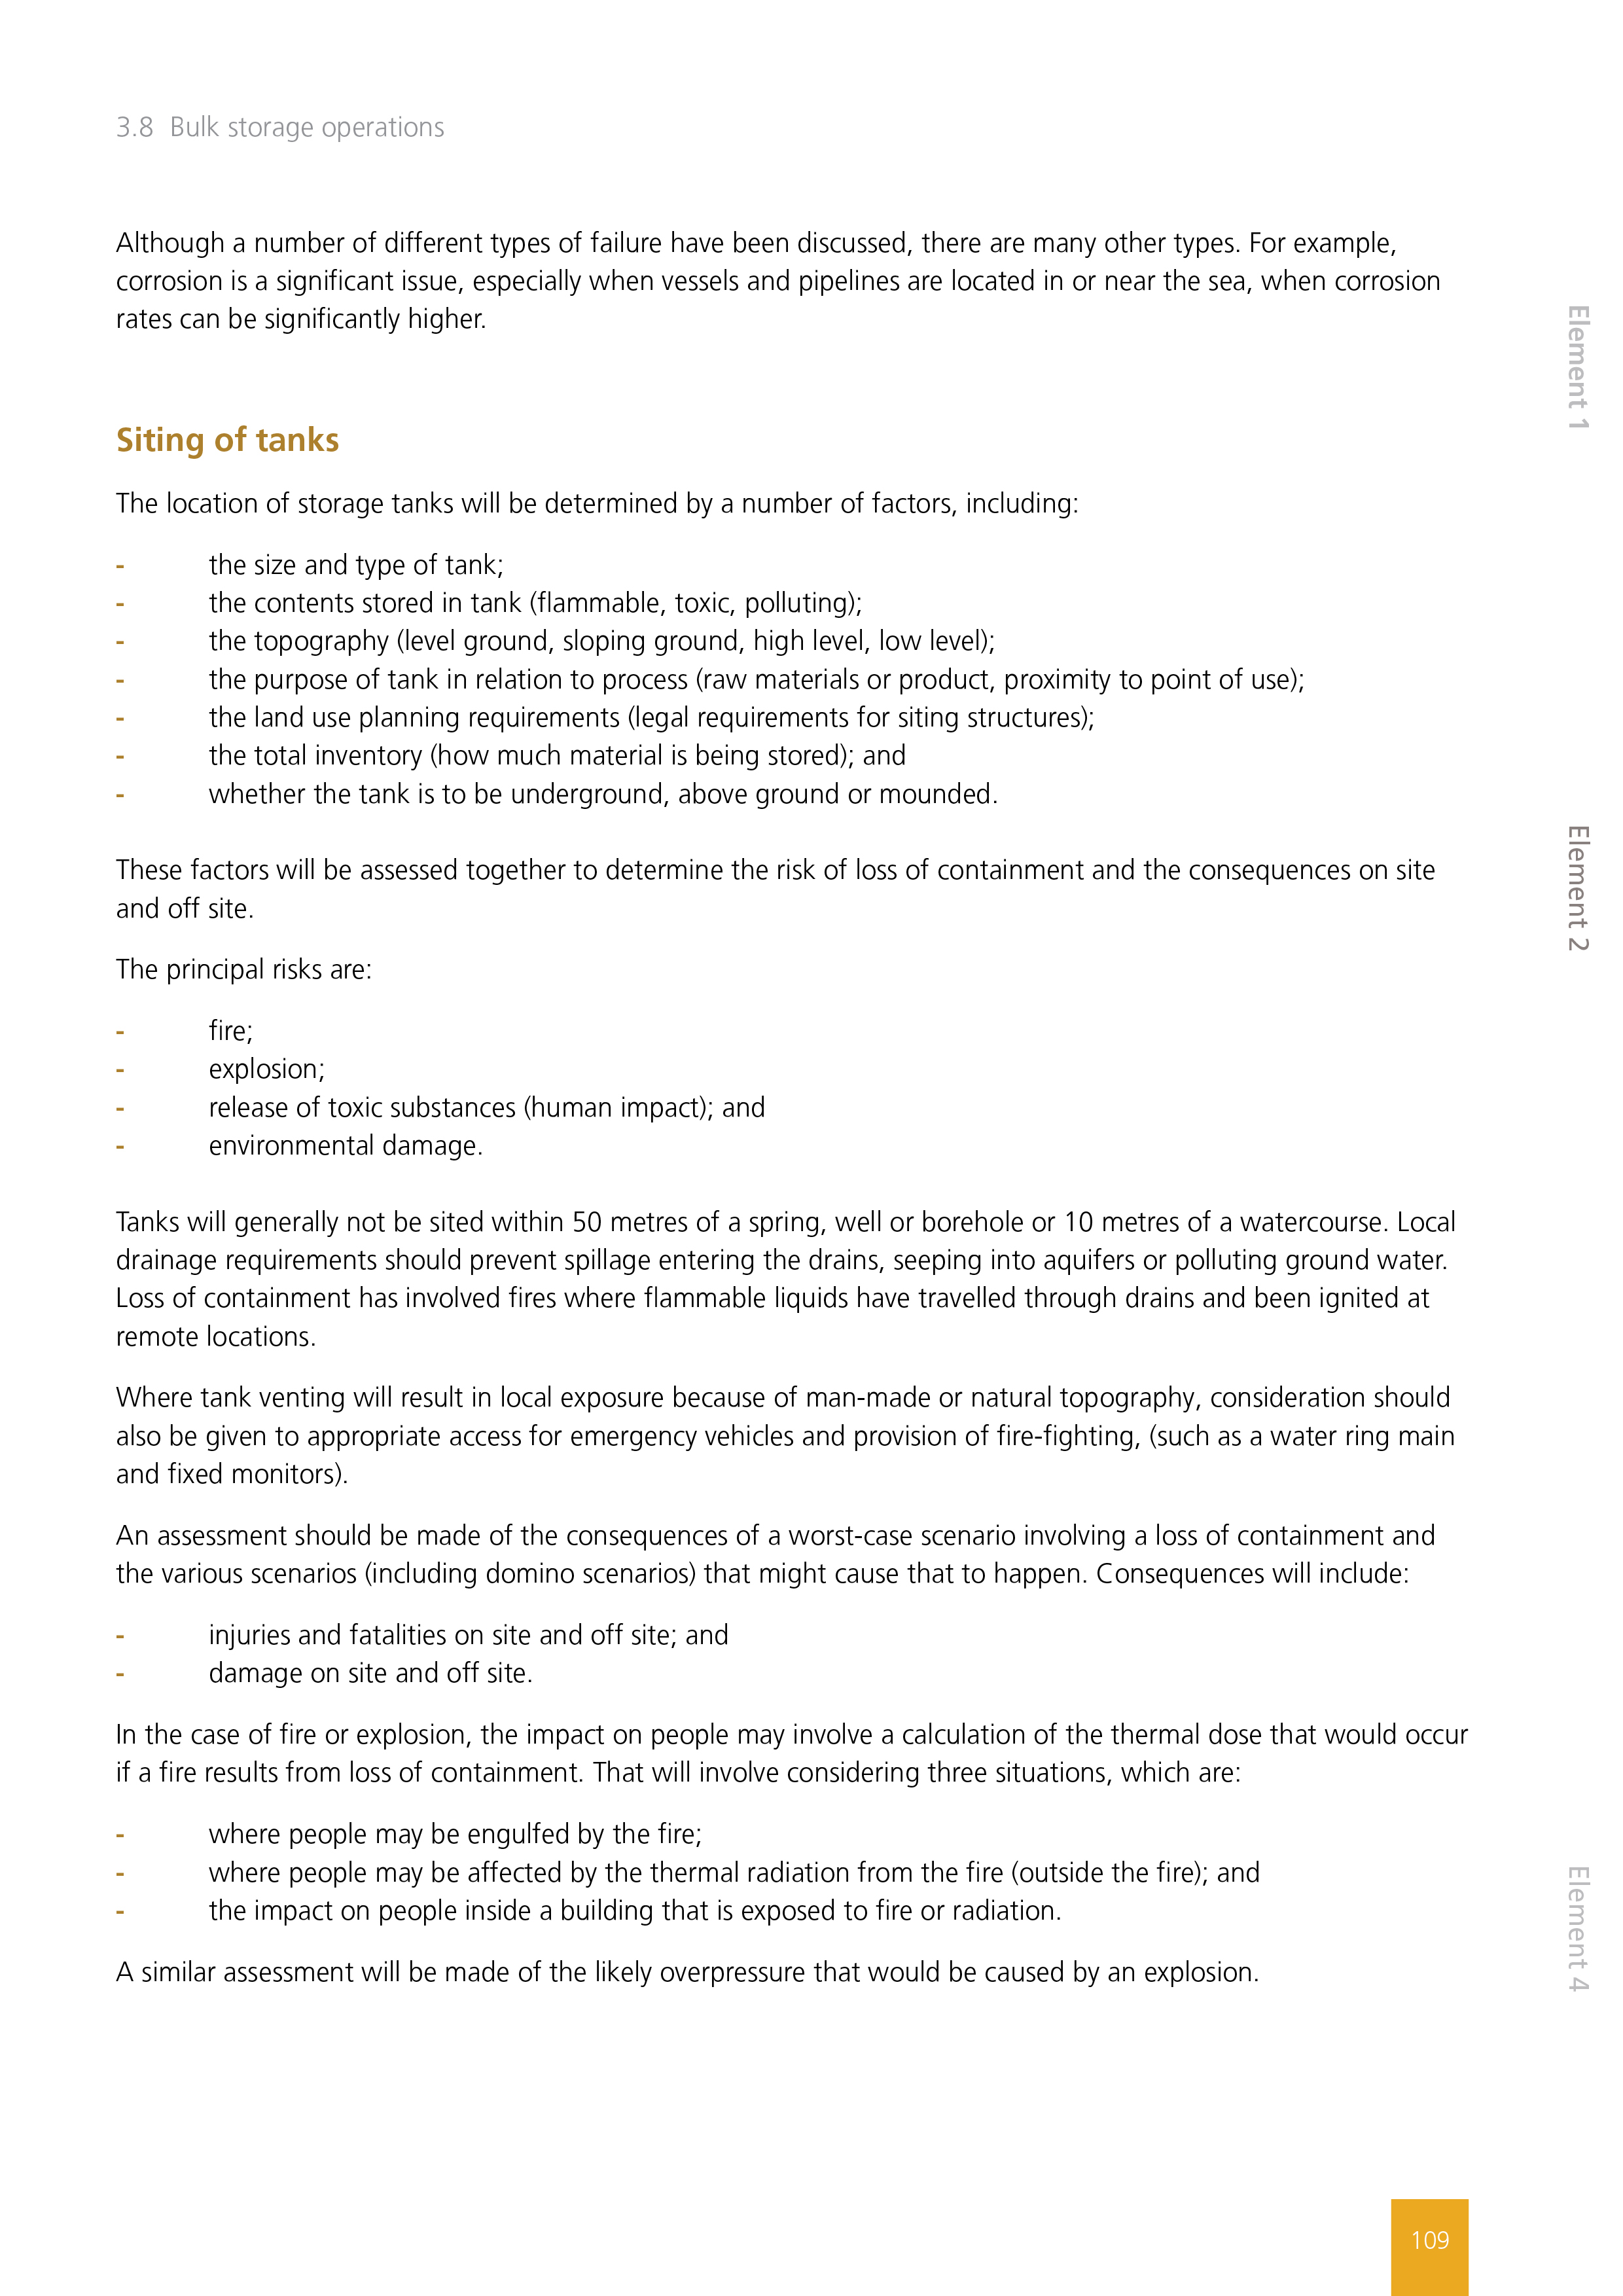 3.8 Bulk storage operations
Although a number of different types of failure have been discussed, there are many other types. For example,
corrosion is a significant issue, especially when vessels and pipelines are located in or near the sea, when corrosion
rates can be significantly higher.
Siting of tanks
The location of storage tanks will be determined by a number of factors, including:
- the size and type of tank;
- the contents stored in tank (flammable, toxic, polluting);
- the topography (level ground, sloping ground, high level, low level);
- the purpose of tank in relation to process (raw materials or product, proximity to point of use);
- the land use planning requirements (legal requirements for siting structures);
- the total inventory (how much material is being stored); and
- whether the tank is to be underground, above ground or mounded.
These factors will be assessed together to determine the risk of loss of containment and the consequences on site
and off site.
The principal risks are:
- fire;
- explosion;
- release of toxic substances (human impact); and
- environmental damage.
Tanks will generally not be sited within 50 metres of a spring, well or borehole or 10 metres of a watercourse. Local
drainage requirements should prevent spillage entering the drains, seeping into aquifers or polluting ground water.
Loss of containment has involved fires where flammable liquids have travelled through drains and been ignited at
remote locations.
Where tank venting will result in local exposure because of man-made or natural topography, consideration should
also be given to appropriate access for emergency vehicles and provision of fire-fighting, (such as a water ring main
and fixed monitors).
An assessment should be made of the consequences of a worst-case scenario involving a loss of containment and
the various scenarios (including domino scenarios) that might cause that to happen. Consequences will include:
- injuries and fatalities on site and off site; and
- damage on site and off site.
In the case of fire or explosion, the impact on people may involve a calculation of the thermal dose that would occur
if a fire results from loss of containment. That will involve considering three situations, which are:
- where people may be engulfed by the fire;
- where people may be affected by the thermal radiation from the fire (outside the fire); and
- the impact on people inside a building that is exposed to fire or radiation.
A similar assessment will be made of the likely overpressure that would be caused by an explosion.
Element 1
Element 2
Element 4
109